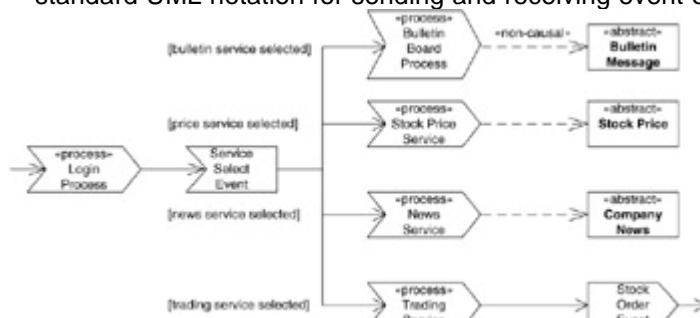 standard UML notation for sending and receiving event
«process»
Bulletin
Board
Process
«non-causal»
«abstract»
Bulletin
Message
[bulletin service selected]
«process»
Stock Price
Service
«abstract»
Stock Price
[price service selected]
«process»
Login
Process
Service
Select
Event
«process»
News
Service
«abstract»
Company
News
[news service selected]
«process»
Trading
Service
Stock
Order
Event
[trading service selected]